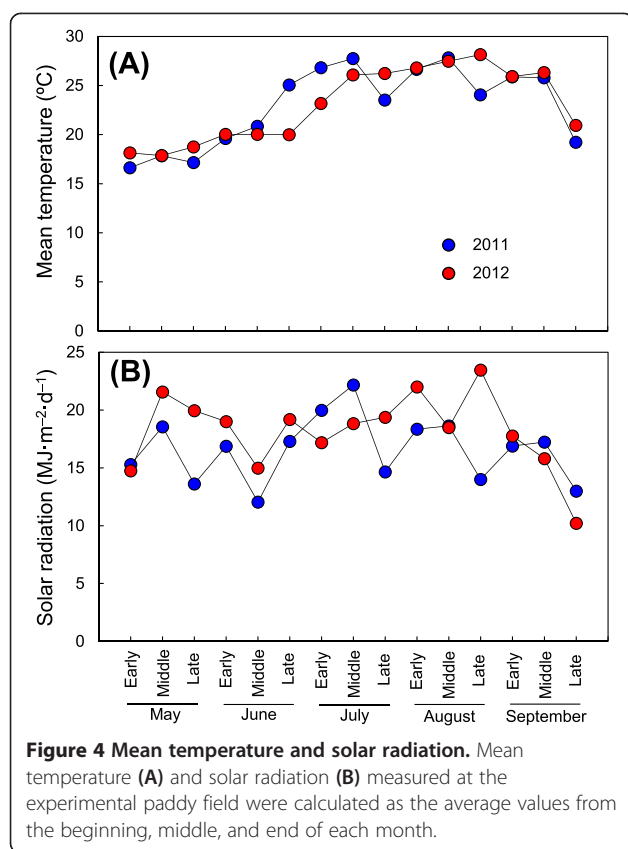 30
(A)
25
20
15
10
5
0
Mean temperature (ºC)
2011
2012
25
(B)
20
15
10
5
0
Solar radiation (MJ·m⁻²·d⁻¹)
Early Middle Late Early Middle Late Early Middle Late Early Middle Late Early Middle Late
May June July August September
Figure 4 Mean temperature and solar radiation. Mean
temperature (A) and solar radiation (B) measured at the
experimental paddy field were calculated as the average values from
the beginning, middle, and end of each month.